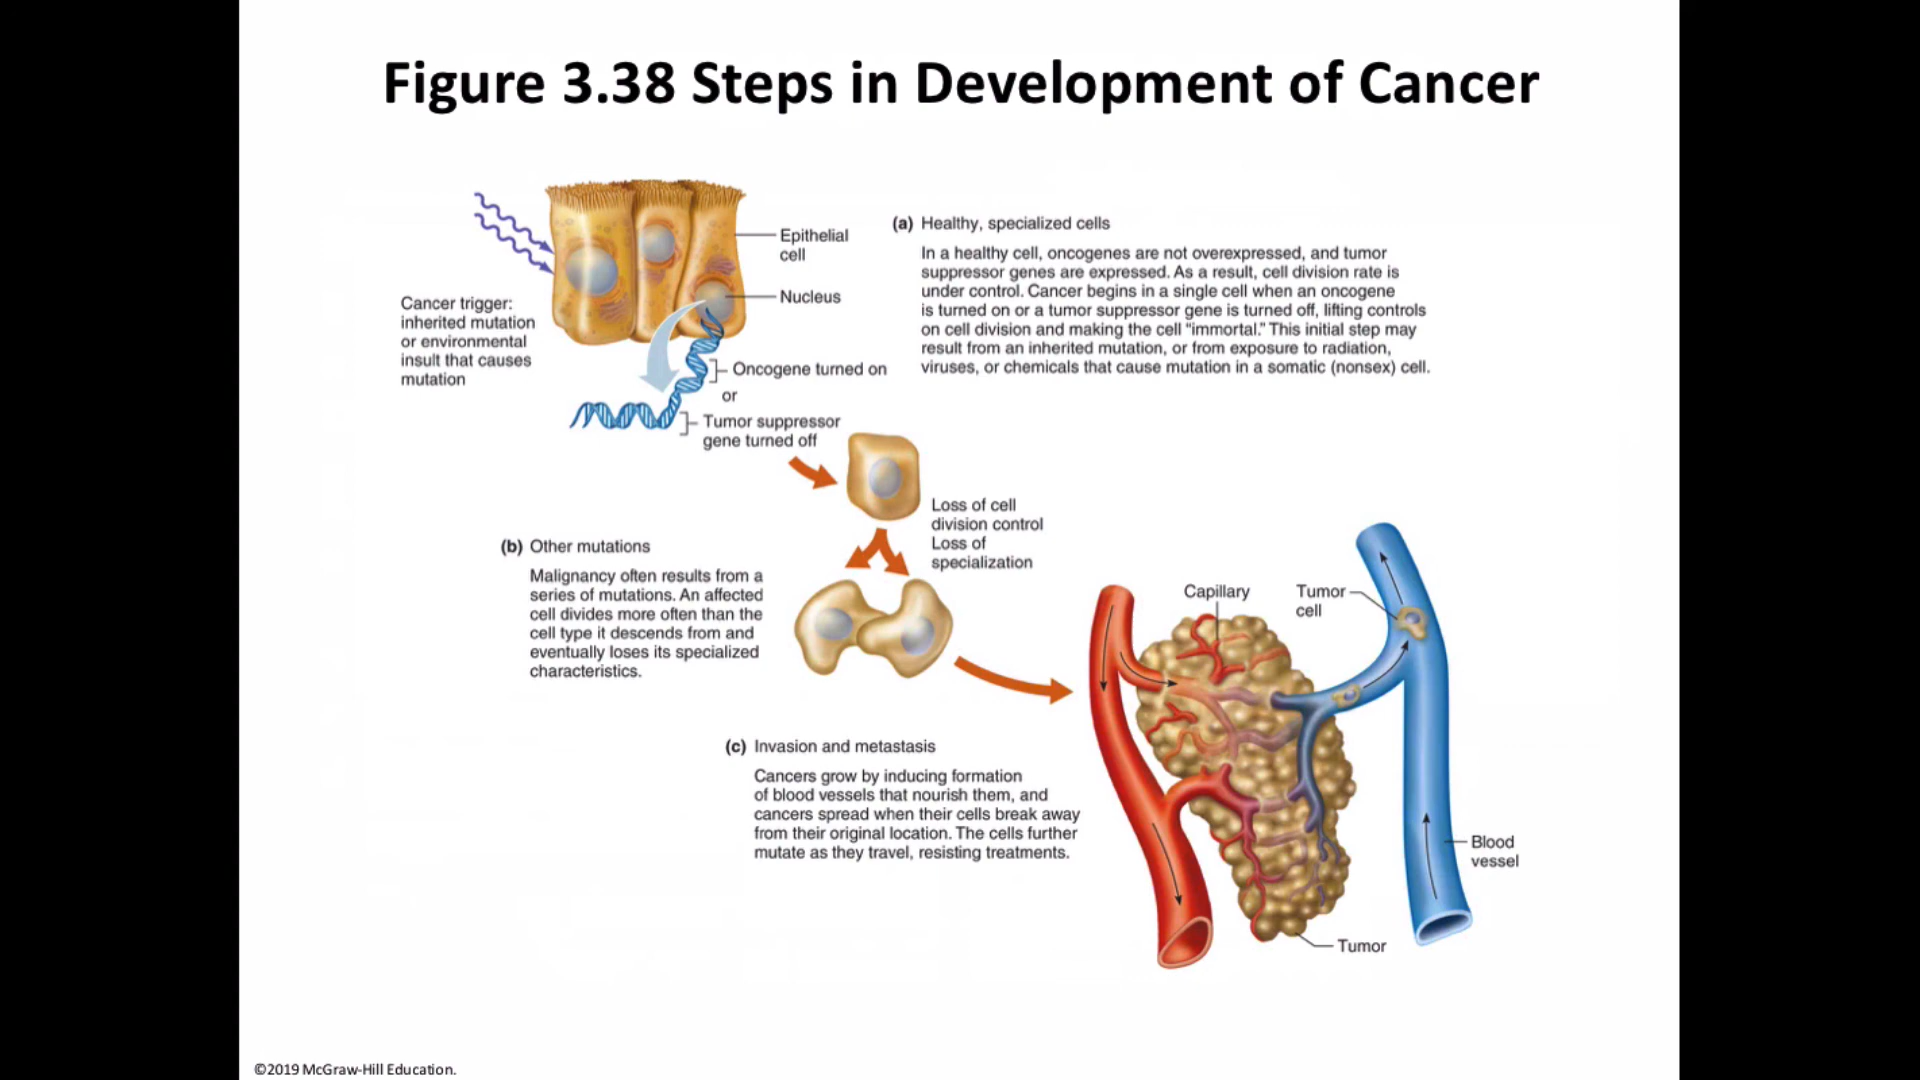 Figure 3.38 Steps in Development of Cancer
Epithelial
cell
Nucleus
Cancer trigger:
inherited mutation
or environmental
insult that causes
mutation
Oncogene turned on
or
Tumor suppressor
gene turned off
(a) Healthy, specialized cells
In a healthy cell, oncogenes are not overexpressed, and tumor
suppressor genes are expressed. As a result, cell division rate is
under control. Cancer begins in a single cell when an oncogene
is turned on or a tumor suppressor gene is turned off, lifting controls
on cell division and making the cell “immortal.” This initial step may
result from an inherited mutation, or from exposure to radiation,
viruses, or chemicals that cause mutation in a somatic (nonsex) cell.
Loss of cell
division control
Loss of
specialization
(b) Other mutations
Malignancy often results from a
series of mutations. An affected
cell divides more often than the
cell type it descends from and
eventually loses its specialized
characteristics.
Capillary
Tumor
cell
(c) Invasion and metastasis
Cancers grow by inducing formation
of blood vessels that nourish them, and
cancers spread when their cells break away
from their original location. The cells further
mutate as they travel, resisting treatments.
Blood
vessel
Tumor
©2019 McGraw-Hill Education.